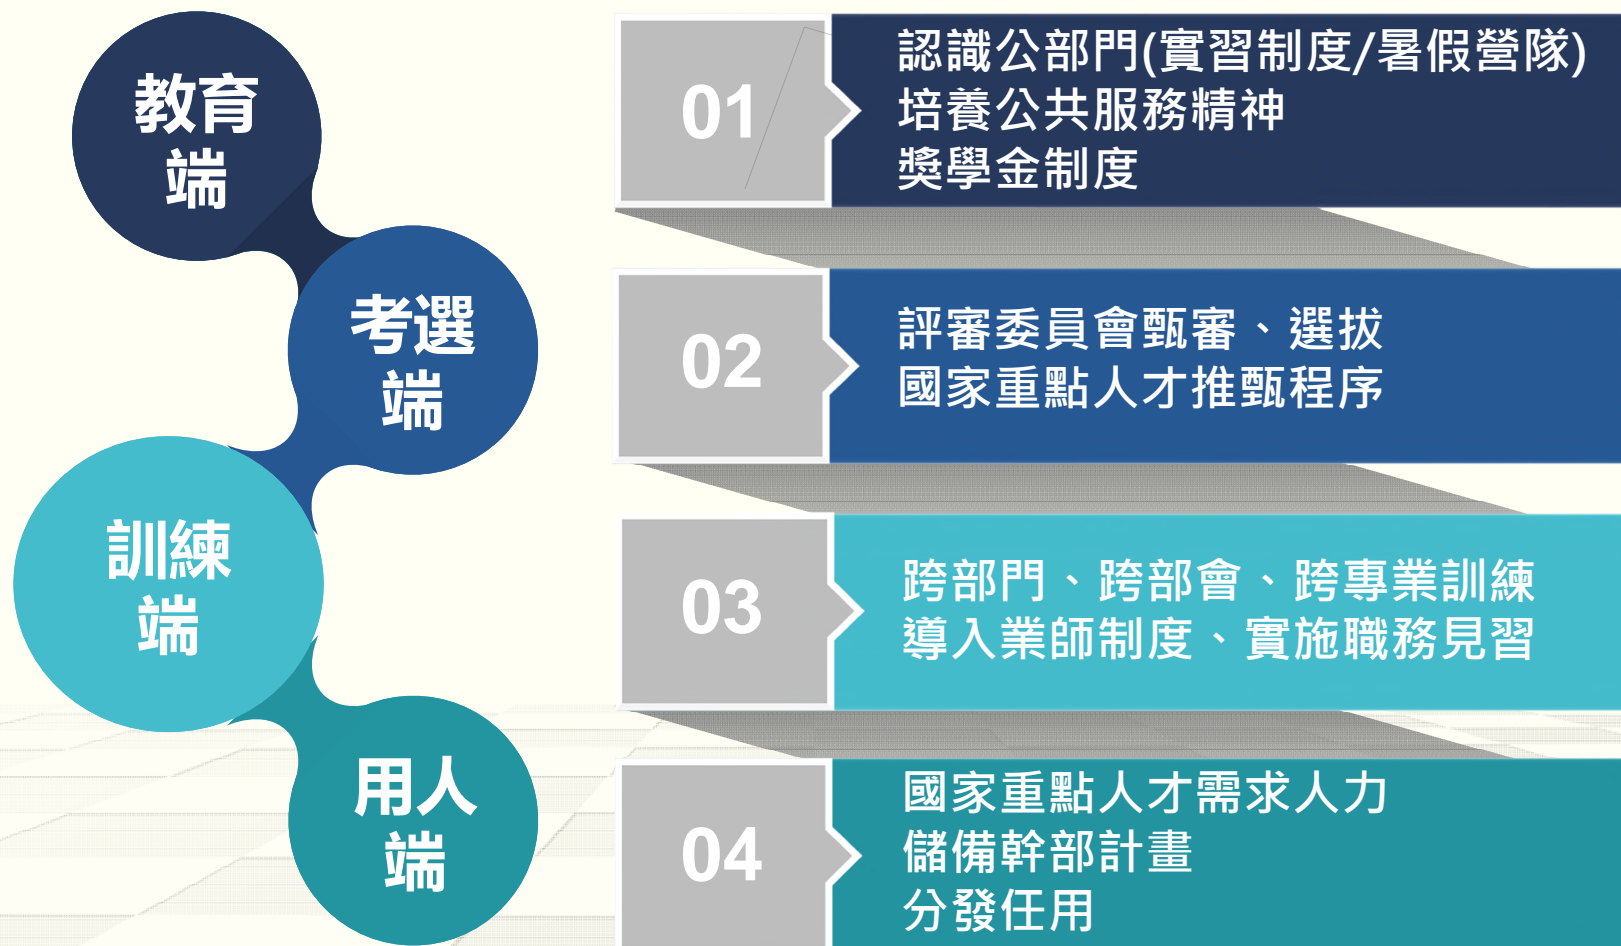 教育
端
01
認識公部門(實習制度/暑假營隊)
培養公共服務精神
獎學金制度
考選
端
02
評審委員會甄審、選拔
國家重點人才推甄程序
訓練
端
03
跨部門、跨部會、跨專業訓練
導入業師制度、實施職務見習
用人
端
04
國家重點人才需求人力
儲備幹部計畫
分發任用